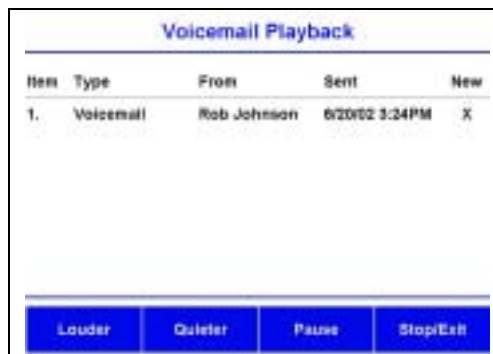 Voicemail Playback
Item Type From Sent New
1. Voicemail Rob Johnson 6/20/02 3:24PM X
Louder Quieter Pause Stop/Exit